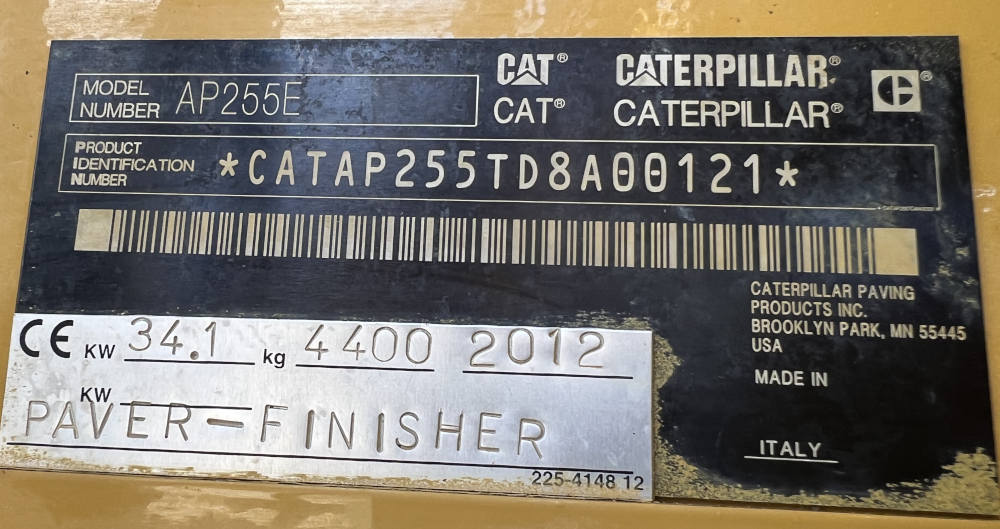 CAT® CATERPILLAR®
CAT® CATERPILLAR®
MODEL
NUMBER AP255E
PRODUCT
IDENTIFICATION
NUMBER
*CATAP255TD8A00121*
CATERPILLAR PAVING
PRODUCTS INC.
BROOKLYN PARK, MN 55445
USA
MADE IN
ITALY
CE KW 34.1 kg 4400 2012
KW
PAVER-FINISHER
225-4148 12